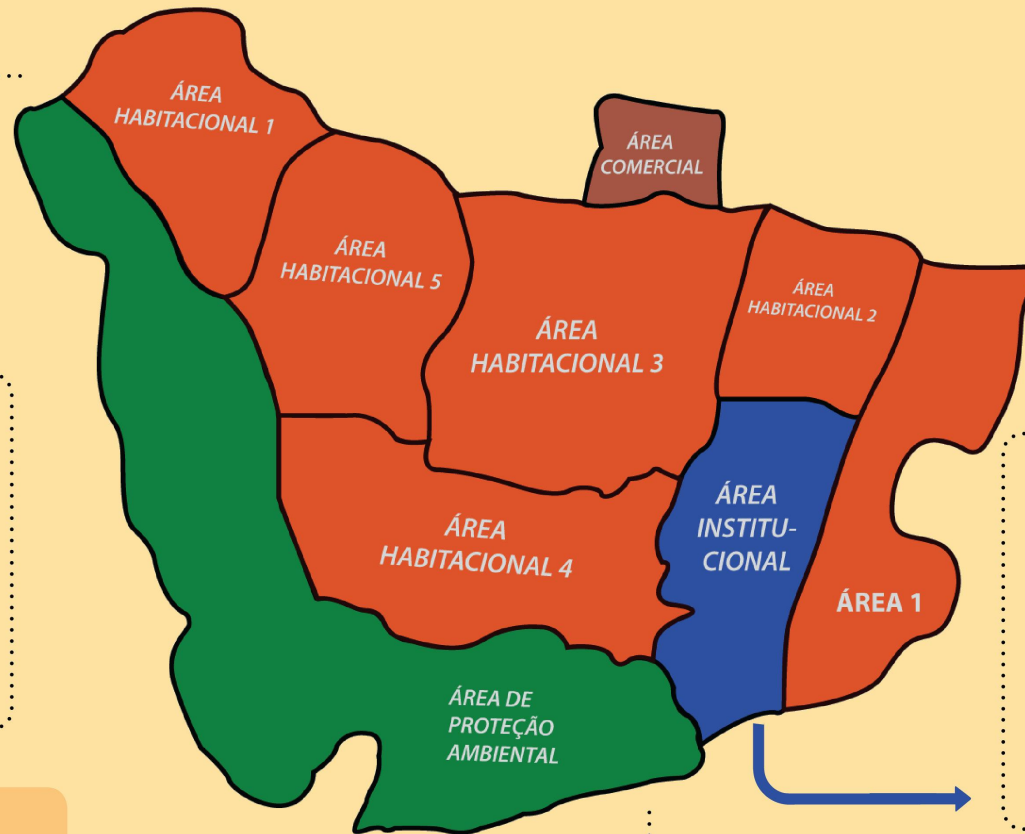 ÁREA
HABITACIONAL 1
ÁREA
COMERCIAL
ÁREA
HABITACIONAL 5
ÁREA
HABITACIONAL 3
ÁREA
HABITACIONAL 2
ÁREA
INSTITU-
CIONAL
ÁREA
HABITACIONAL 4
ÁREA 1
ÁREA DE
PROTEÇÃO
AMBIENTAL